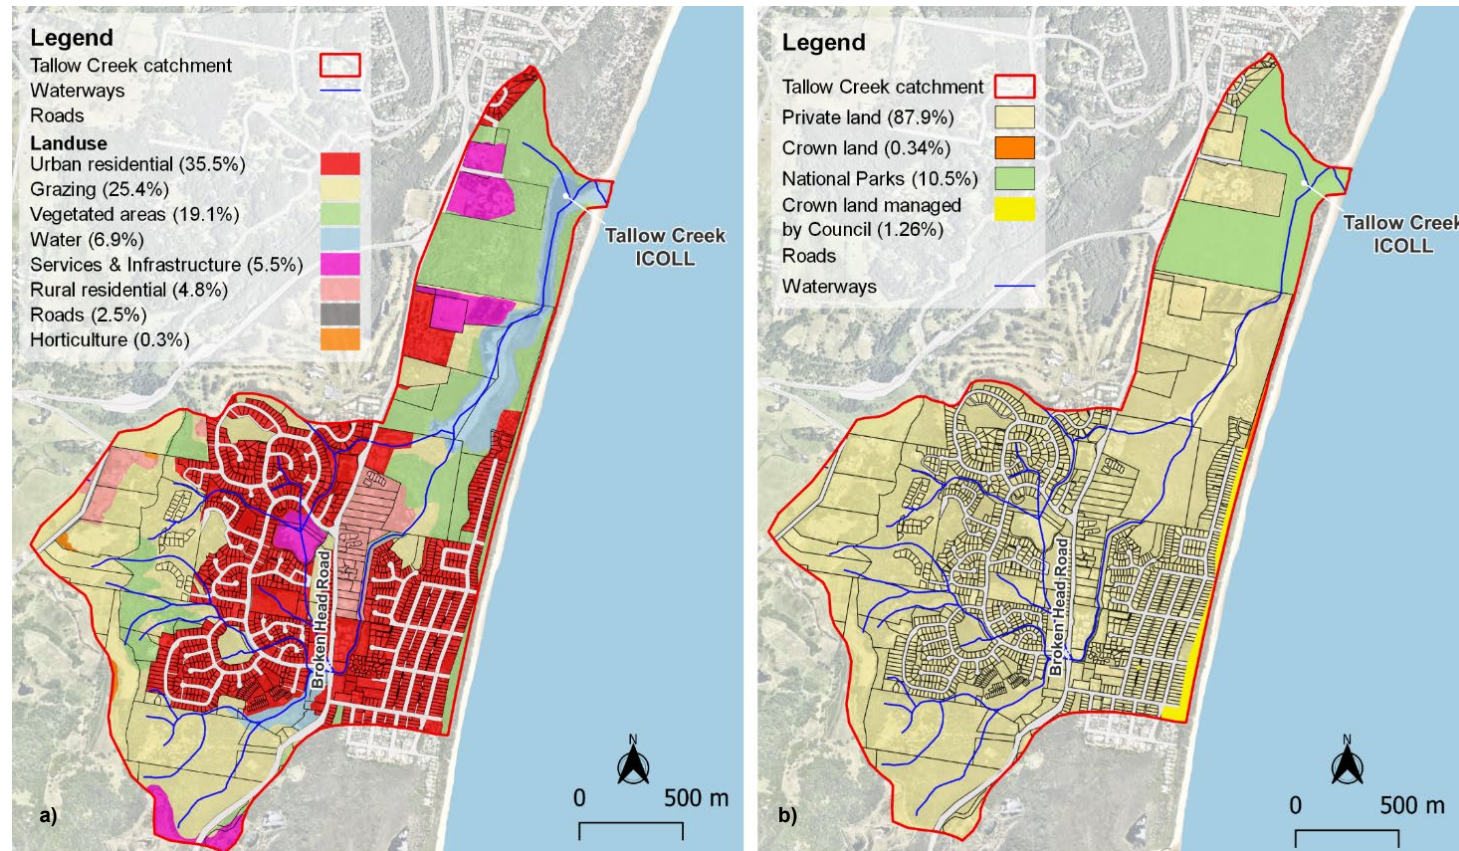 Legend
Tallow Creek catchment
Waterways
Roads
Landuse
Urban residential (35.5%)
Grazing (25.4%)
Vegetated areas (19.1%)
Water (6.9%)
Services & Infrastructure (5.5%)
Rural residential (4.8%)
Roads (2.5%)
Horticulture (0.3%)
Tallow Creek
ICOLL
Broken Head Road
N
0 500 m
a)
Legend
Tallow Creek catchment
Private land (87.9%)
Crown land (0.34%)
National Parks (10.5%)
Crown land managed
by Council (1.26%)
Roads
Waterways
Tallow Creek
ICOLL
Broken Head Road
N
0 500 m
b)